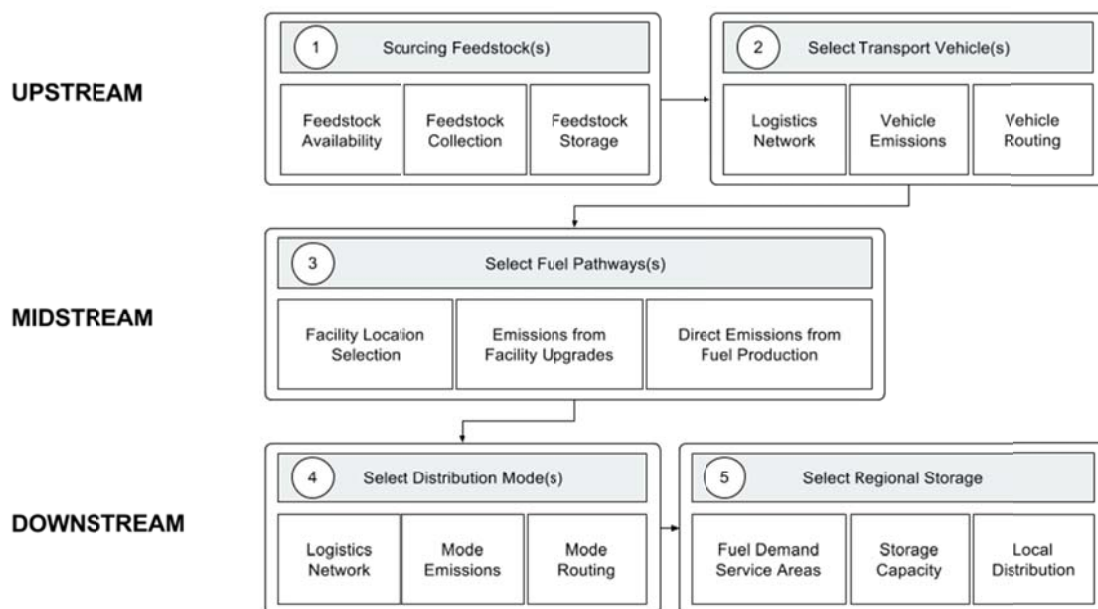 UPSTREAM
1
Sourcing Feedstock(s)
Feedstock
Availability
Feedstock
Collection
Feedstock
Storage
2
Select Transport Vehicle(s)
Logistics
Network
Vehicle
Emissions
Vehicle
Routing
MIDSTREAM
3
Select Fuel Pathways(s)
Facility Location
Selection
Emissions from
Facility Upgrades
Direct Emissions from
Fuel Production
DOWNSTREAM
4
Select Distribution Mode(s)
Logistics
Network
Mode
Emissions
Mode
Routing
5
Select Regional Storage
Fuel Demand
Service Areas
Storage
Capacity
Local
Distribution